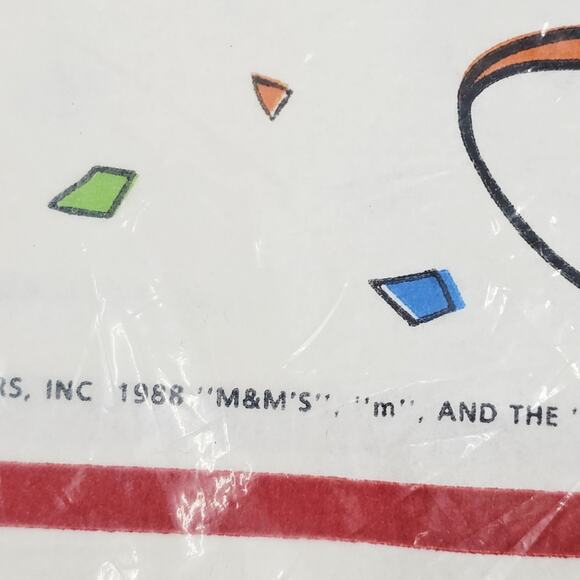 RS, INC 1988 "M&M'S", "m", AND THE "